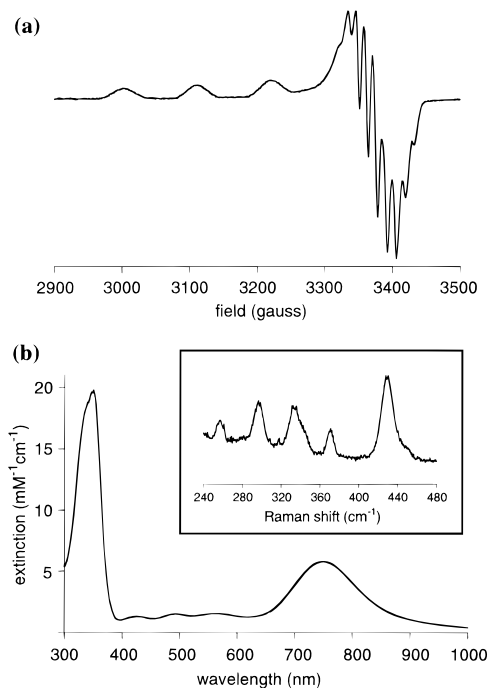 (a)
2900 3000 3100 3200 3300 3400 3500
field (gauss)
(b)
20
15
10
5
extinction (mM⁻¹cm⁻¹)
240 280 320 360 400 440 480
Raman shift (cm⁻¹)
300 400 500 600 700 800 900 1000
wavelength (nm)